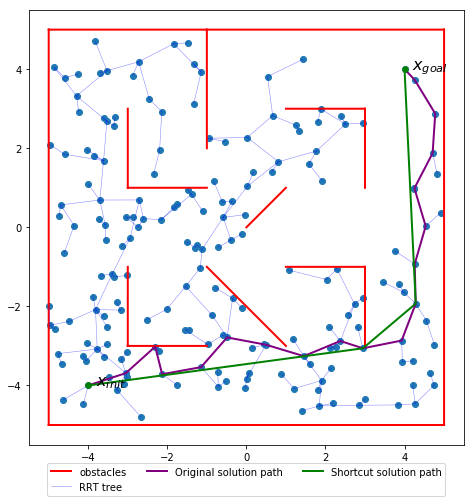 4
2
0
−2
−4
−4
−2
0
2
4
x_goal
x_init
obstacles
RRT tree
Original solution path
Shortcut solution path